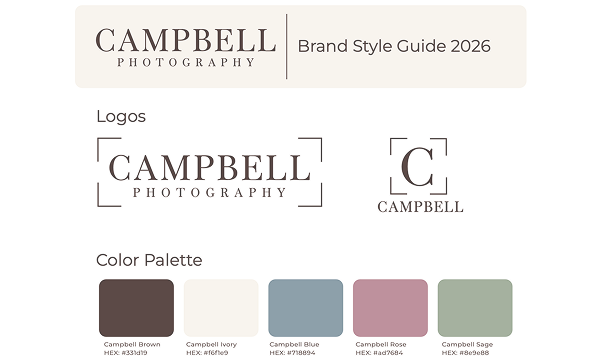 CAMPBELL
PHOTOGRAPHY
Brand Style Guide 2026
Logos
CAMPBELL
PHOTOGRAPHY
C
CAMPBELL
Color Palette
Campbell Brown
HEX: #331d19
Campbell Ivory
HEX: #f6f1e9
Campbell Blue
HEX: #718894
Campbell Rose
HEX: #ad7684
Campbell Sage
HEX: #8e9e88